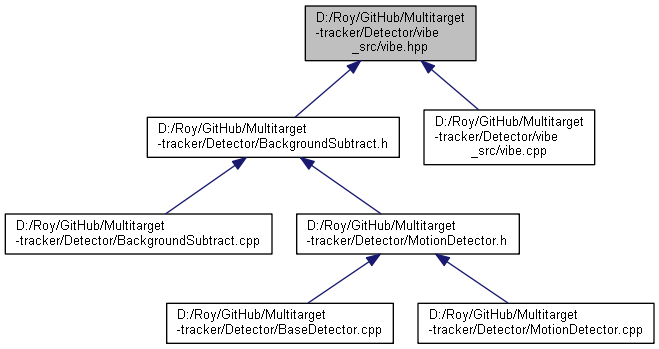 D:/Roy/GitHub/Multitarget
-tracker/Detector/vibe
_src/vibe.hpp
D:/Roy/GitHub/Multitarget
-tracker/Detector/BackgroundSubtract.h
D:/Roy/GitHub/Multitarget
-tracker/Detector/vibe
_src/vibe.cpp
D:/Roy/GitHub/Multitarget
-tracker/Detector/BackgroundSubtract.cpp
D:/Roy/GitHub/Multitarget
-tracker/Detector/MotionDetector.h
D:/Roy/GitHub/Multitarget
-tracker/Detector/BaseDetector.cpp
D:/Roy/GitHub/Multitarget
-tracker/Detector/MotionDetector.cpp